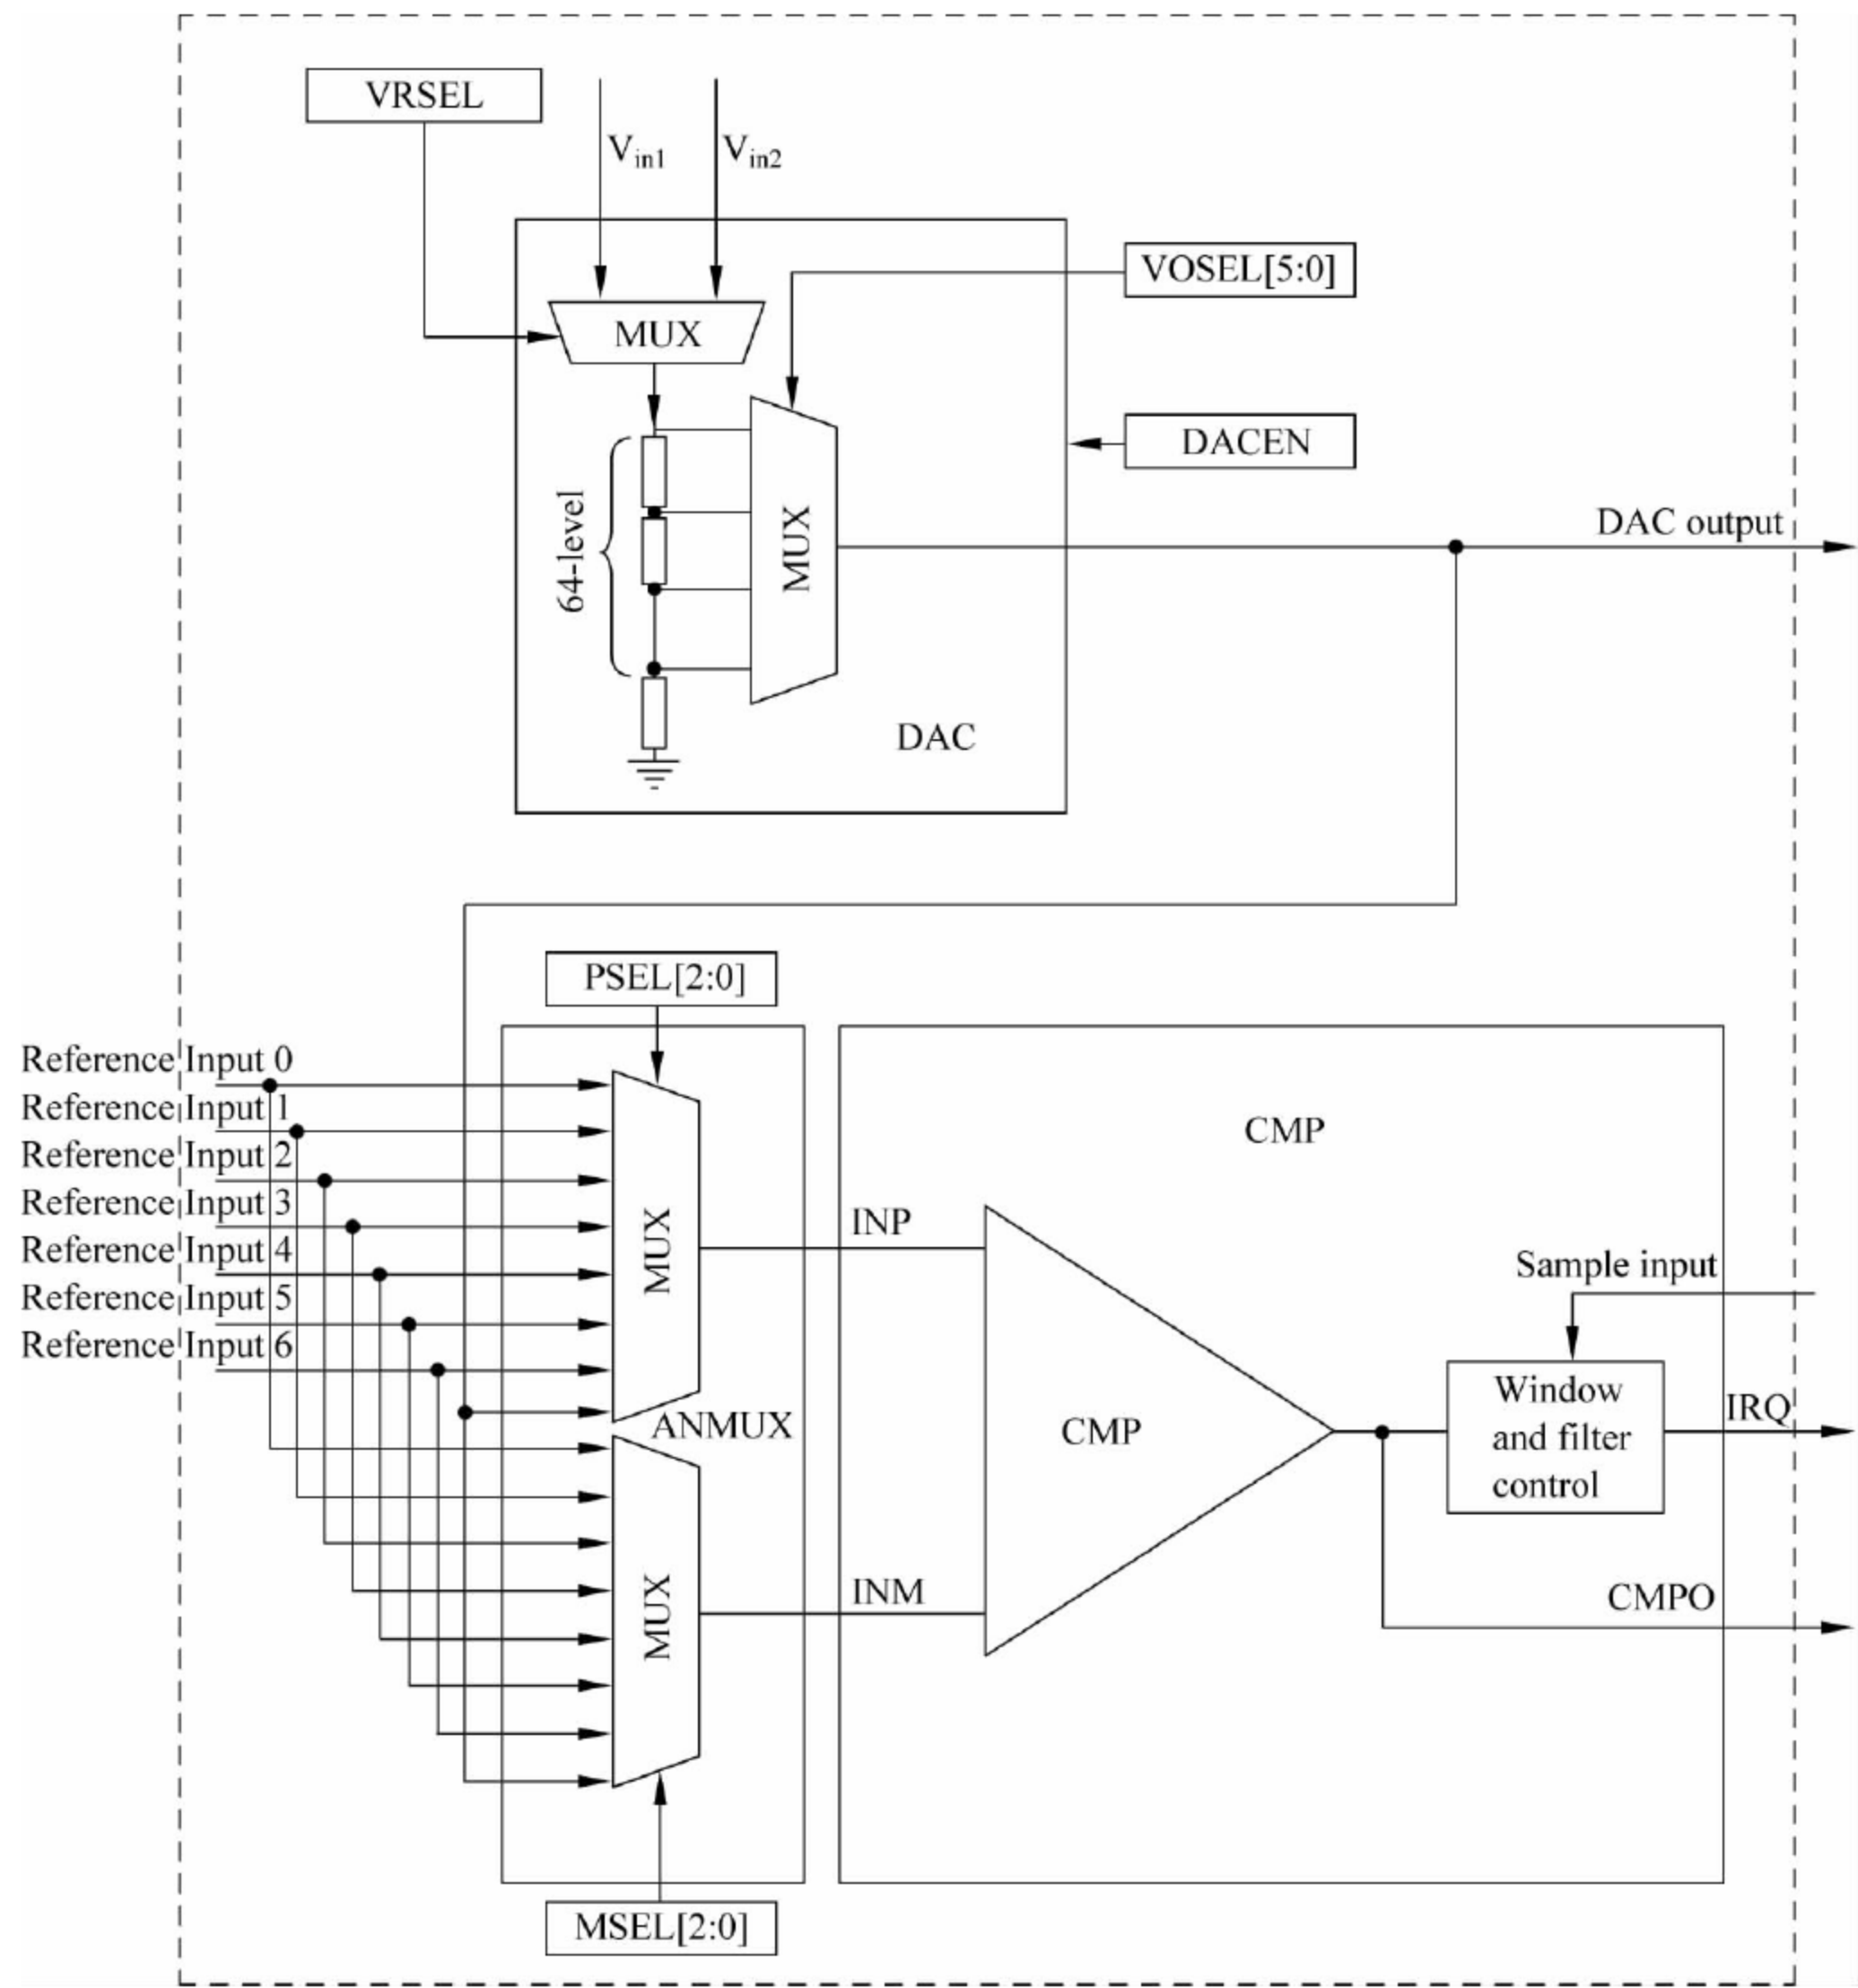 VRSEL
Vin1
Vin2
VOSEL[5:0]
MUX
DACEN
64-level
MUX
DAC output
DAC
PSEL[2:0]
Reference Input 0
Reference Input 1
Reference Input 2
Reference Input 3
Reference Input 4
Reference Input 5
Reference Input 6
MUX
ANMUX
MUX
MSEL[2:0]
CMP
INP
INM
CMP
Sample input
Window
and filter
control
IRQ
CMPO